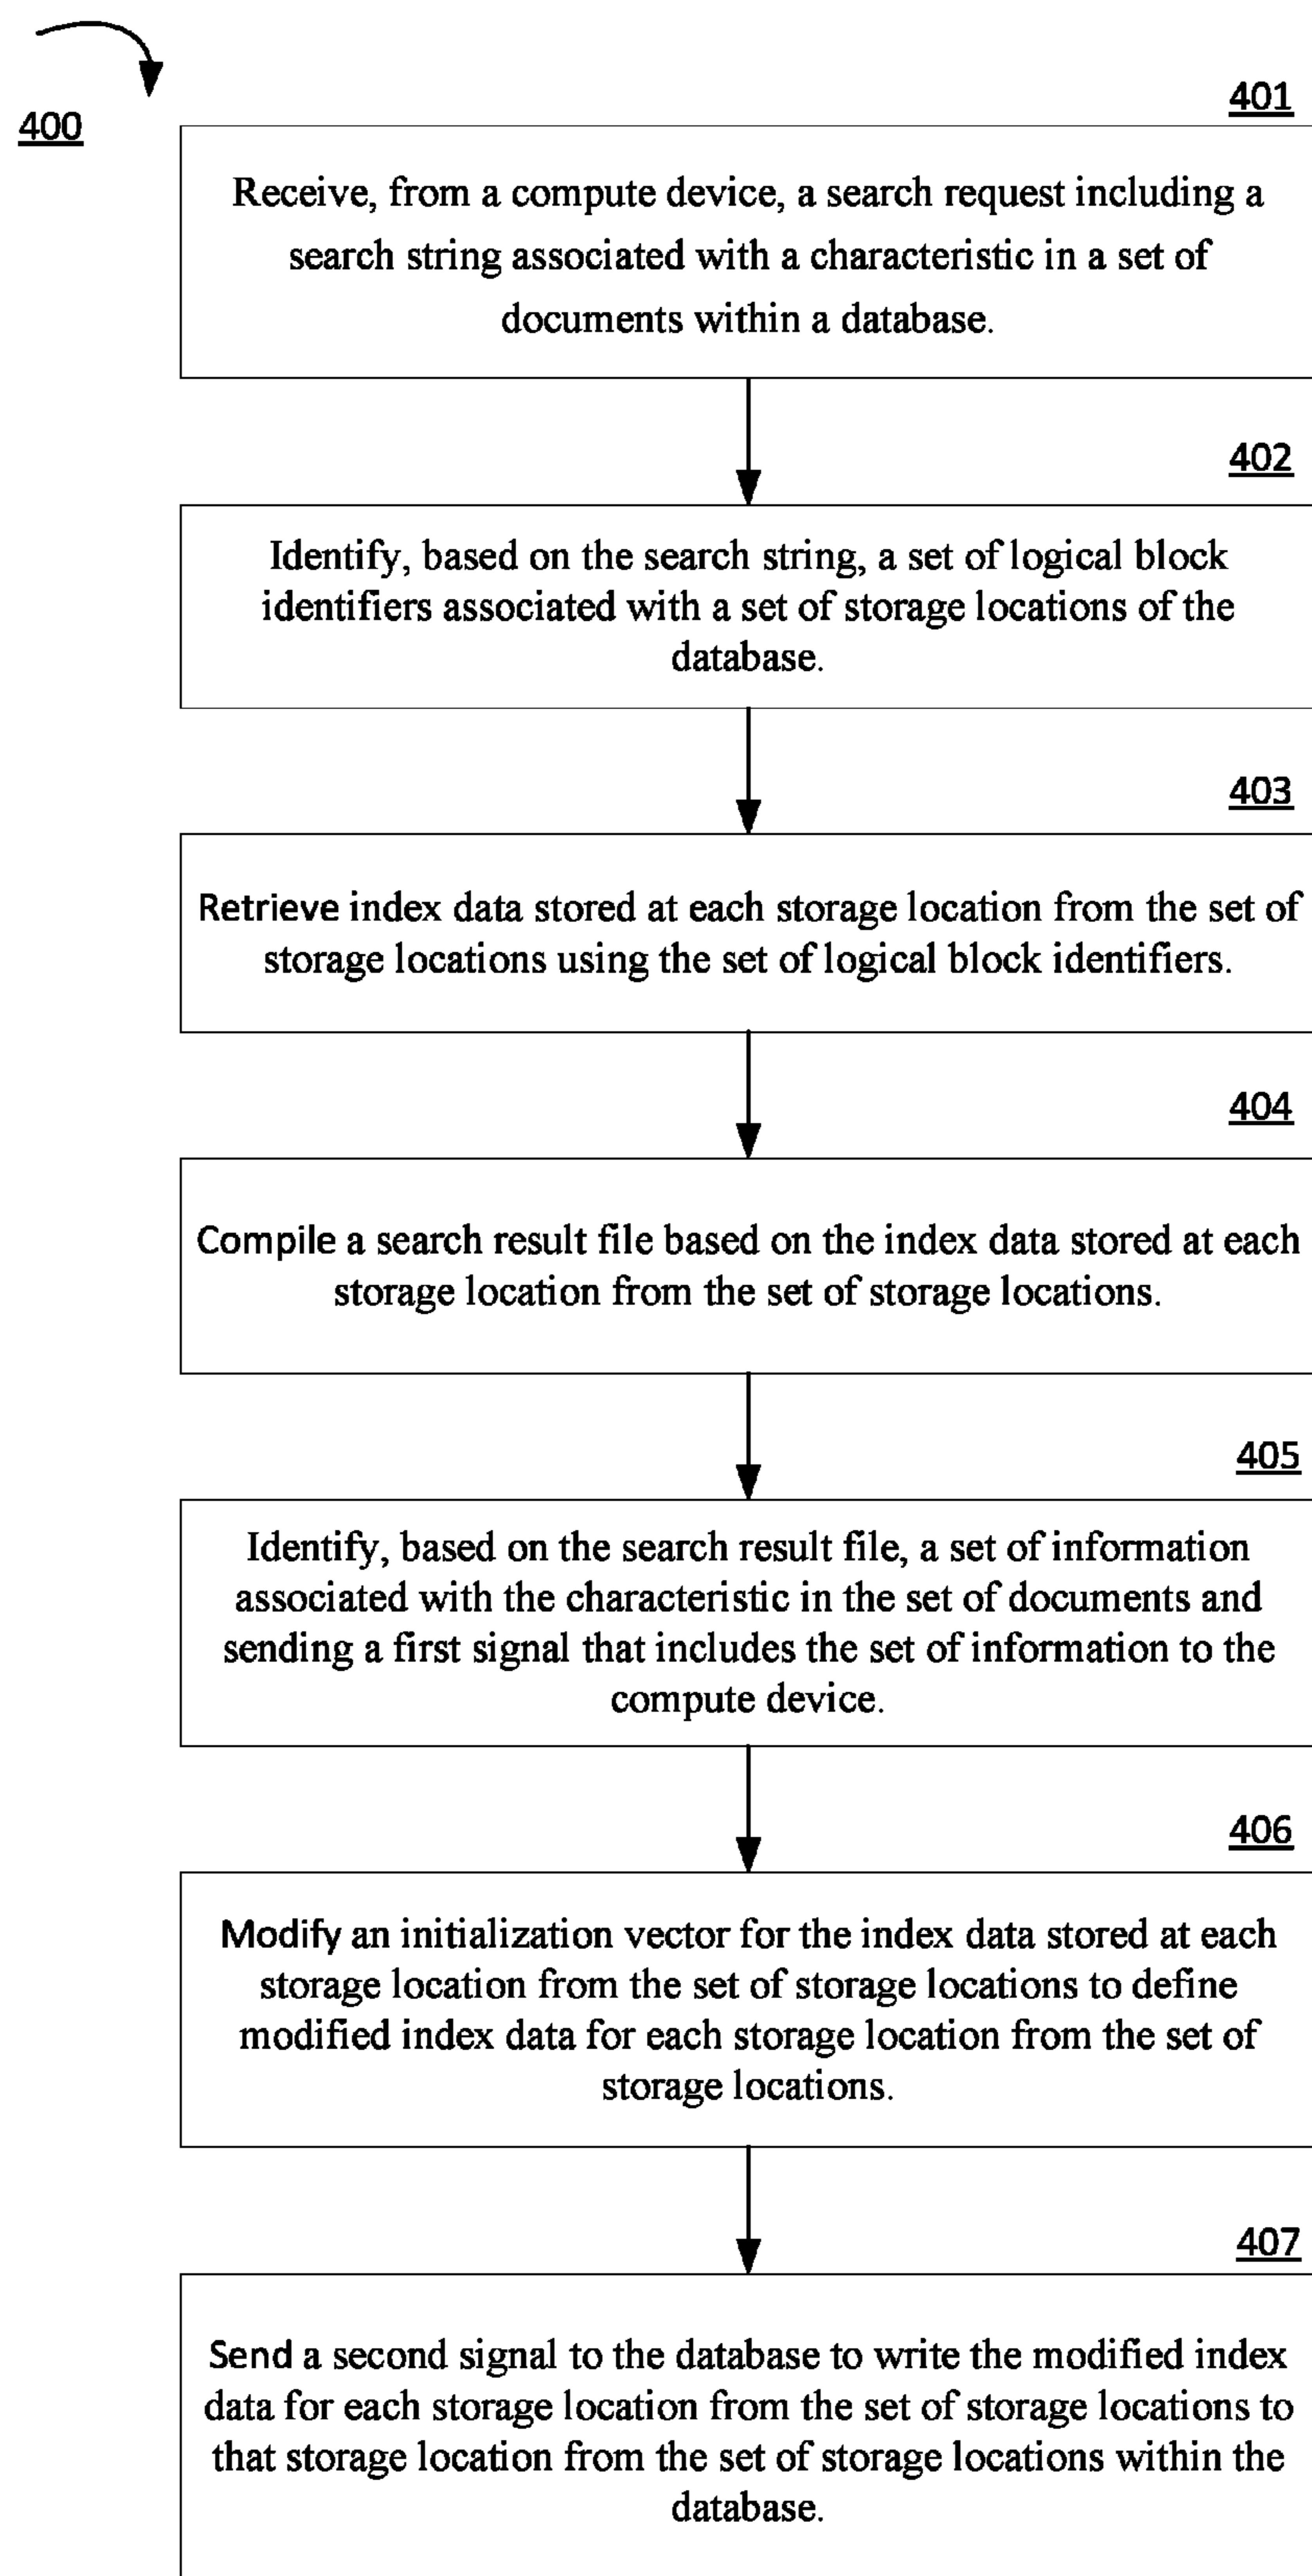 401
400
Receive, from a compute device, a search request including a
search string associated with a characteristic in a set of
documents within a database.
402
Identify, based on the search string, a set of logical block
identifiers associated with a set of storage locations of the
database.
403
Retrieve index data stored at each storage location from the set of
storage locations using the set of logical block identifiers.
404
Compile a search result file based on the index data stored at each
storage location from the set of storage locations.
405
Identify, based on the search result file, a set of information
associated with the characteristic in the set of documents and
sending a first signal that includes the set of information to the
compute device.
406
Modify an initialization vector for the index data stored at each
storage location from the set of storage locations to define
modified index data for each storage location from the set of
storage locations.
407
Send a second signal to the database to write the modified index
data for each storage location from the set of storage locations to
that storage location from the set of storage locations within the
database.